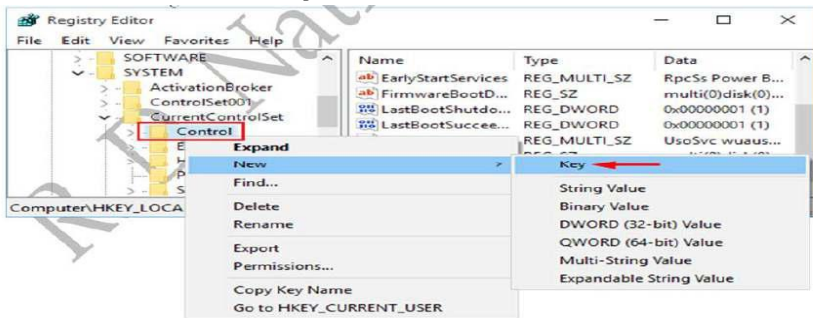 Registry Editor
File Edit View Favorites Help
SOFTWARE
SYSTEM
ActivationBroker
ControlSet001
CurrentControlSet
Control
Name Type Data
EarlyStartServices REG_MULTI_SZ RpcSs Power B...
FirmwareBootD... REG_SZ multi(0)disk(0)...
LastBootShutdo... REG_DWORD 0x00000001 (1)
LastBootSuccee... REG_DWORD 0x00000001 (1)
REG_MULTI_SZ UsoSvc wuaus...
Computer\HKEY_LOCA
Expand
New
Find...
Delete
Rename
Export
Permissions...
Copy Key Name
Go to HKEY_CURRENT_USER
Key
String Value
Binary Value
DWORD (32-bit) Value
QWORD (64-bit) Value
Multi-String Value
Expandable String Value